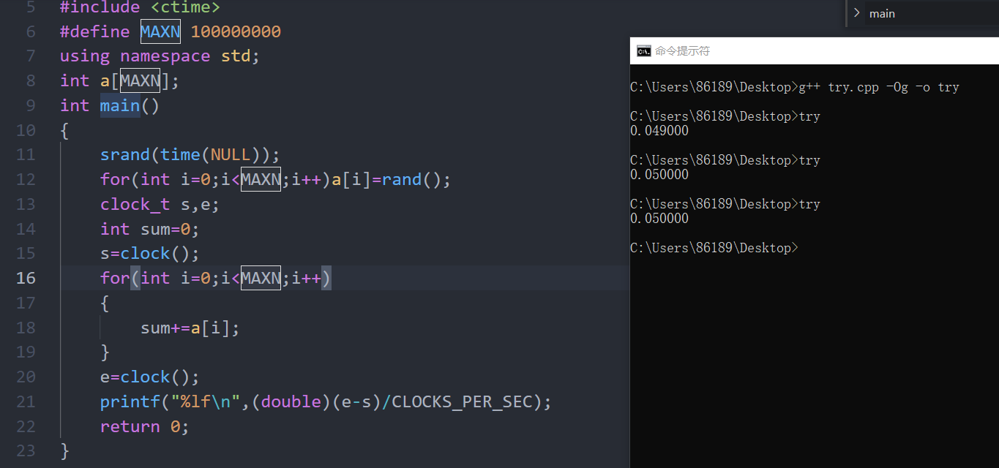 5 #include <ctime>
6 #define MAXN 100000000
7 using namespace std;
8 int a[MAXN];
9 int main()
10 {
11 srand(time(NULL));
12 for(int i=0;i<MAXN;i++)a[i]=rand();
13 clock_t s,e;
14 int sum=0;
15 s=clock();
16 for(int i=0;i<MAXN;i++)
17 {
18 sum+=a[i];
19 }
20 e=clock();
21 printf("%lf\n",(double)(e-s)/CLOCKS_PER_SEC);
22 return 0;
23 }
> main
命令提示符
C:\Users\86189\Desktop>g++ try.cpp -Og -o try
C:\Users\86189\Desktop>try
0.049000
C:\Users\86189\Desktop>try
0.050000
C:\Users\86189\Desktop>try
0.050000
C:\Users\86189\Desktop>